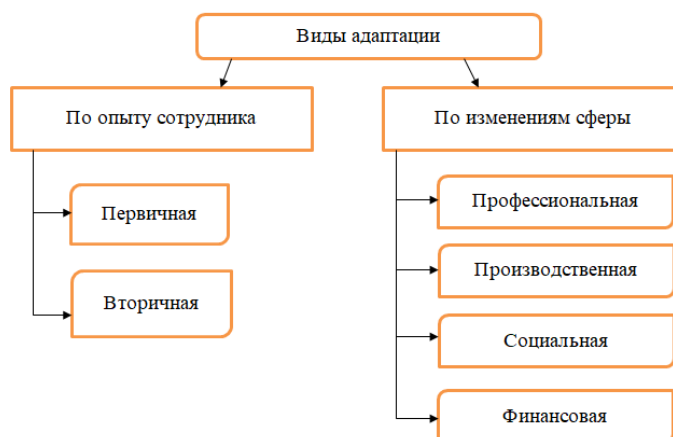 Виды адаптации
По опыту сотрудника
По изменениям сферы
Первичная
Вторичная
Профессиональная
Производственная
Социальная
Финансовая